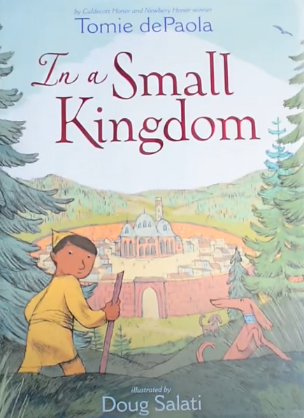 by Caldecott Honor and Newbery Honor winner
Tomie dePaola
In a Small
Kingdom
illustrated by
Doug Salati